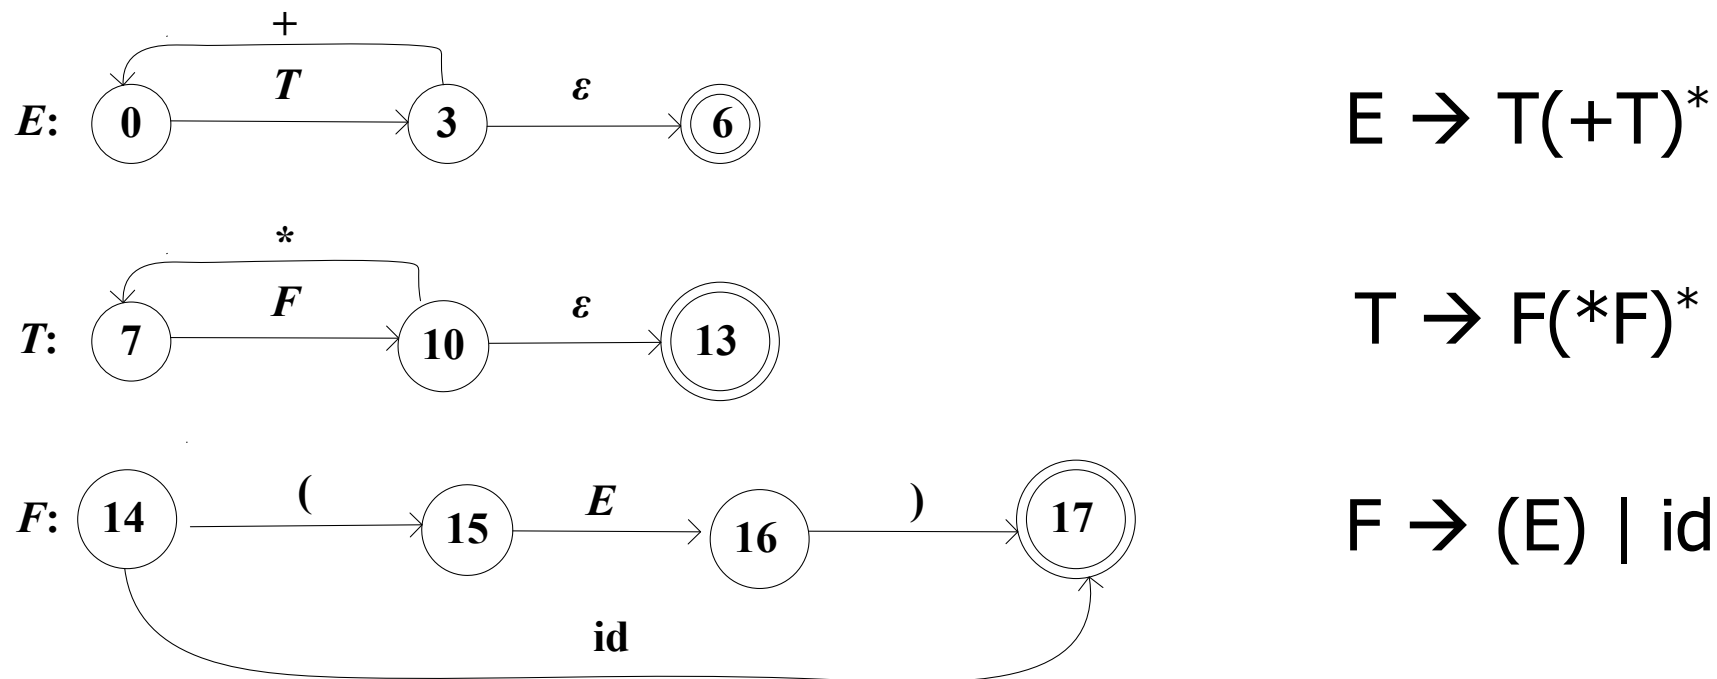 +
T ε
E: 0 3 6 E → T(+T)*
*
F ε
T: 7 10 13 T → F(*F)*
( E )
F: 14 15 16 17 F → (E) | id
id